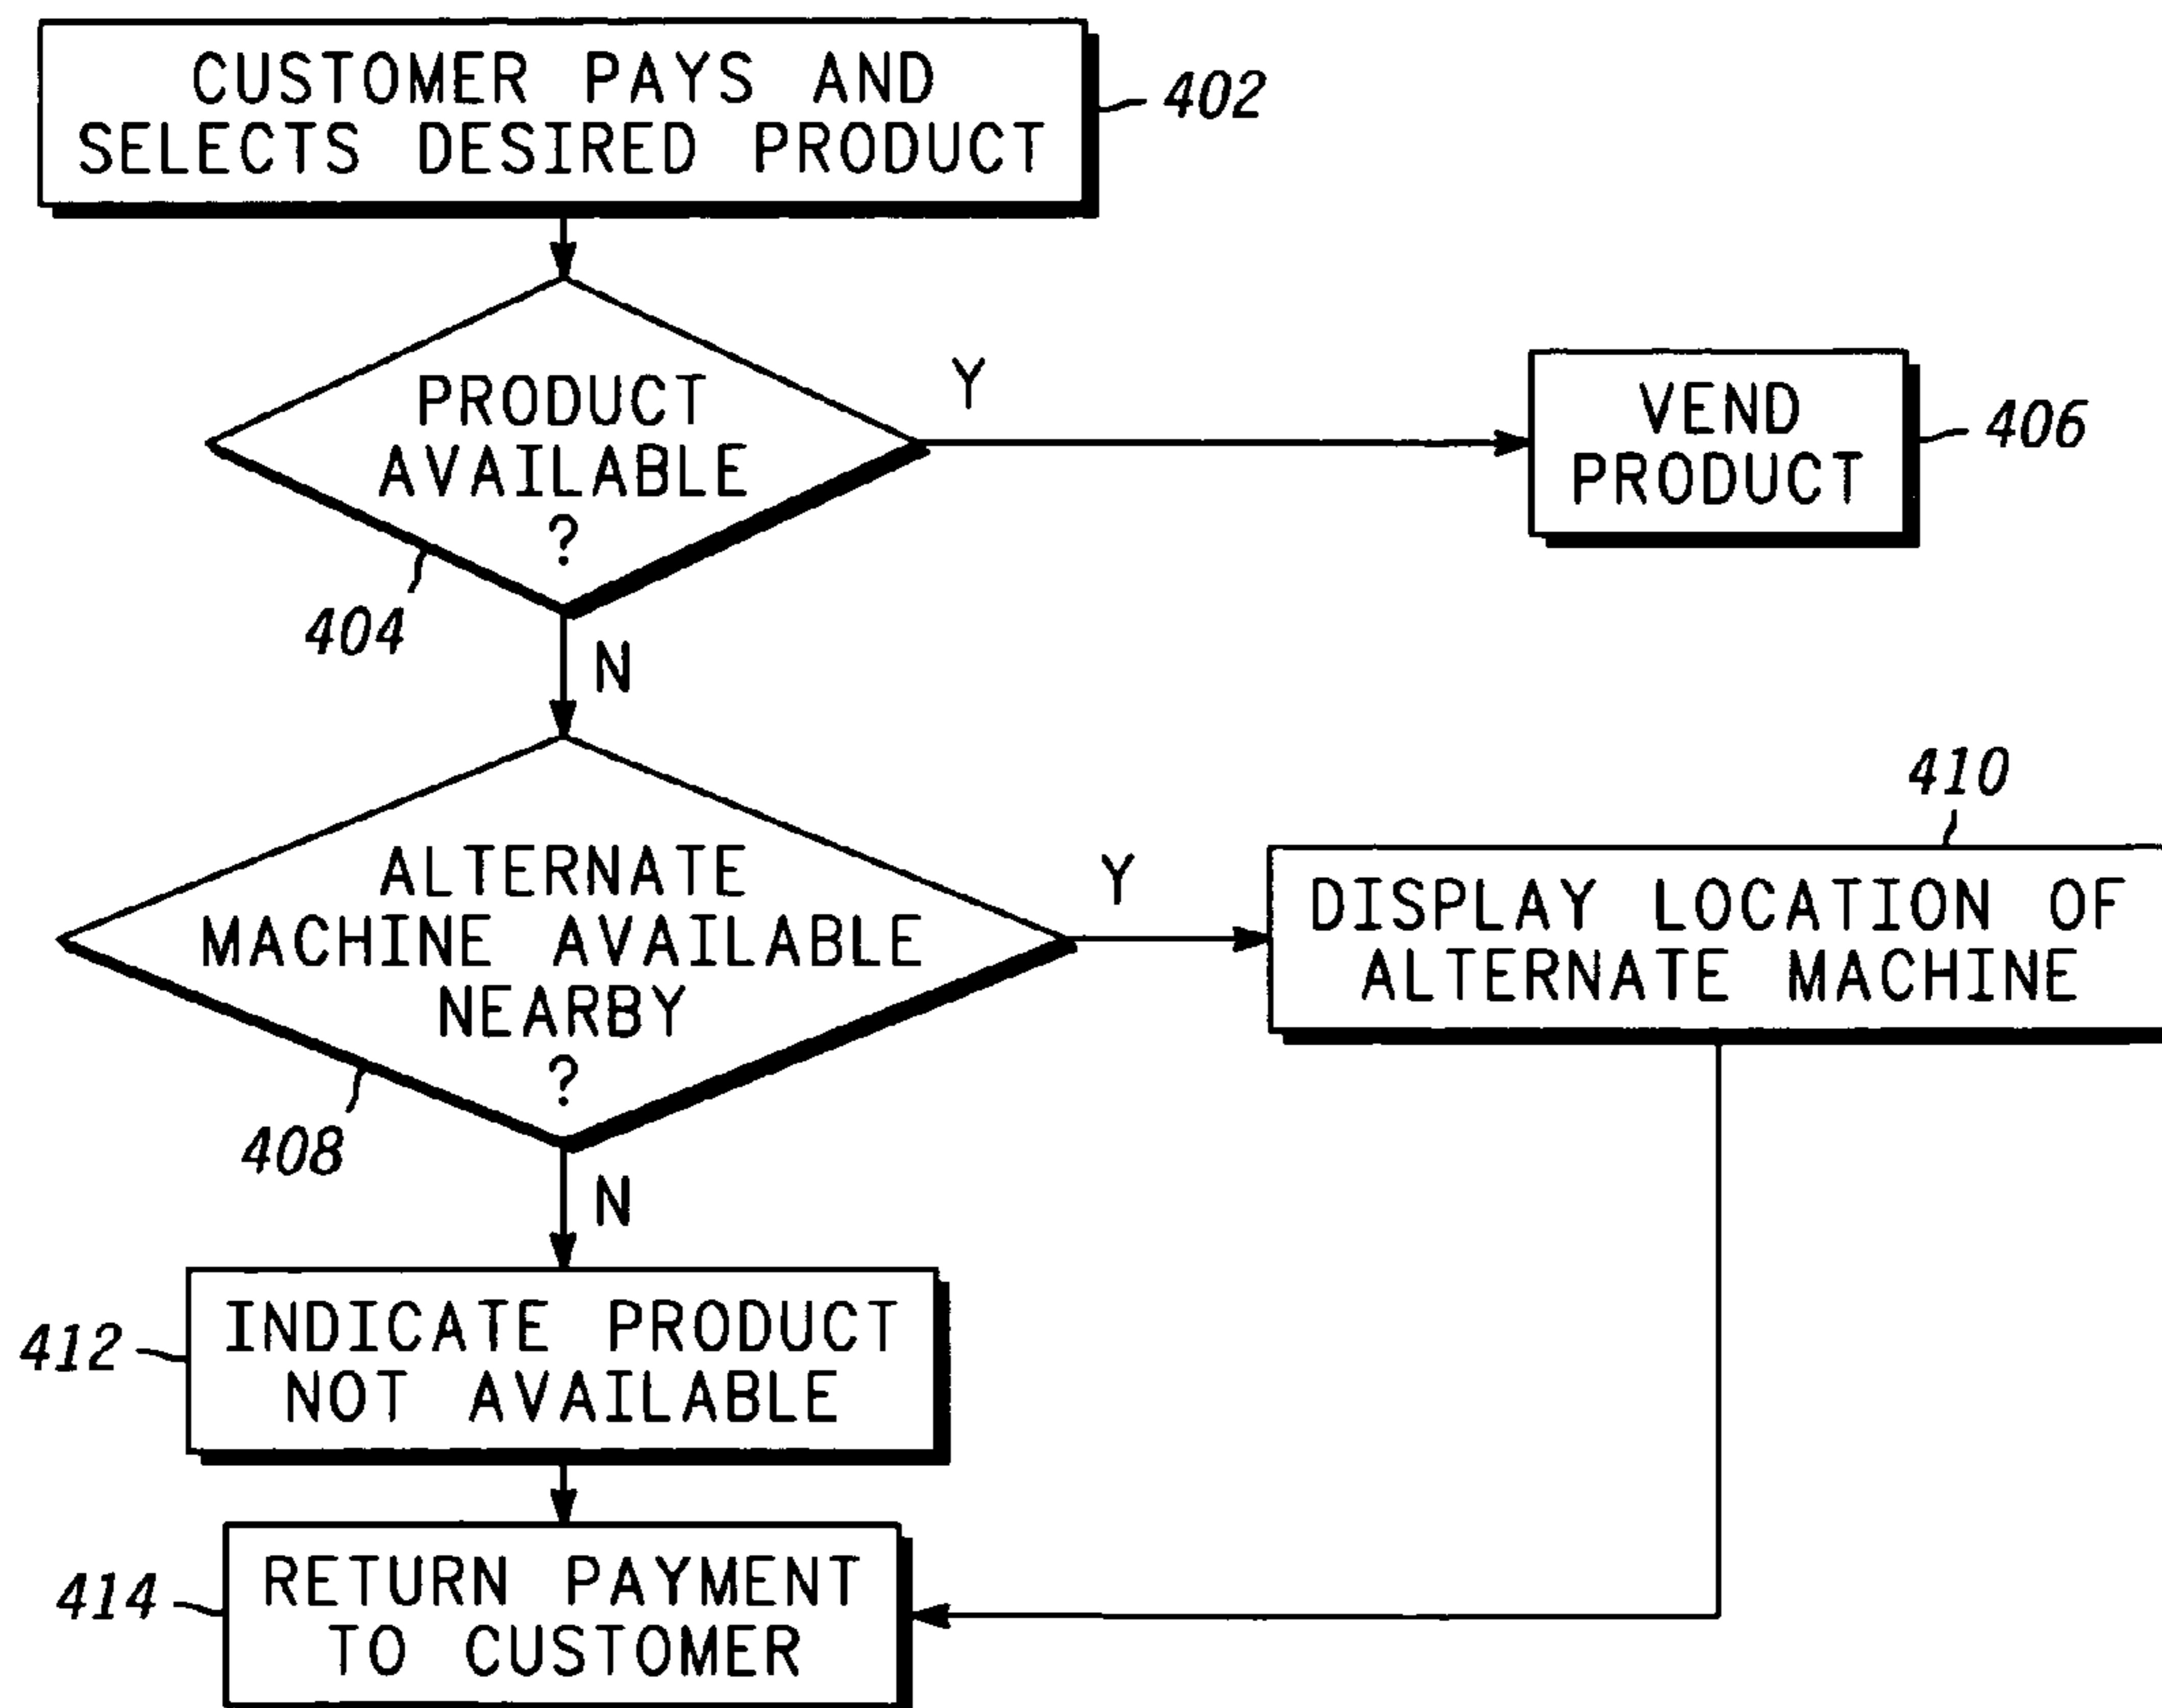 CUSTOMER PAYS AND
SELECTS DESIRED PRODUCT
402
PRODUCT
AVAILABLE
?
Y
404
N
VEND
PRODUCT
406
ALTERNATE
MACHINE AVAILABLE
NEARBY
?
Y
408
N
410
DISPLAY LOCATION OF
ALTERNATE MACHINE
412
INDICATE PRODUCT
NOT AVAILABLE
414
RETURN PAYMENT
TO CUSTOMER